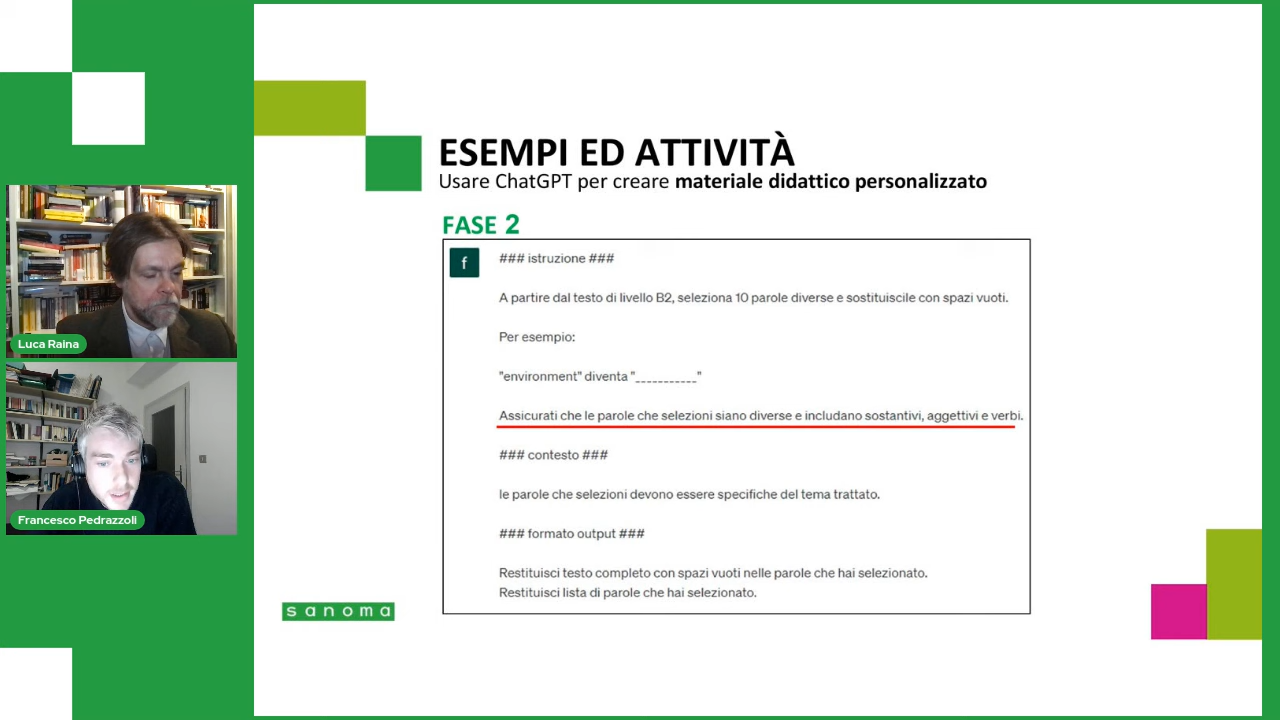 ESEMPI ED ATTIVITÀ
Usare ChatGPT per creare materiale didattico personalizzato
FASE 2
f
### istruzione ###
A partire dal testo di livello B2, seleziona 10 parole diverse e sostituiscile con spazi vuoti.
Per esempio:
"environment" diventa "___________"
Assicurati che le parole che selezioni siano diverse e includano sostantivi, aggettivi e verbi.
### contesto ###
le parole che selezioni devono essere specifiche del tema trattato.
### formato output ###
Restituisci testo completo con spazi vuoti nelle parole che hai selezionato.
Restituisci lista di parole che hai selezionato.
Luca Raina
Francesco Pedrazzoli
sanoma